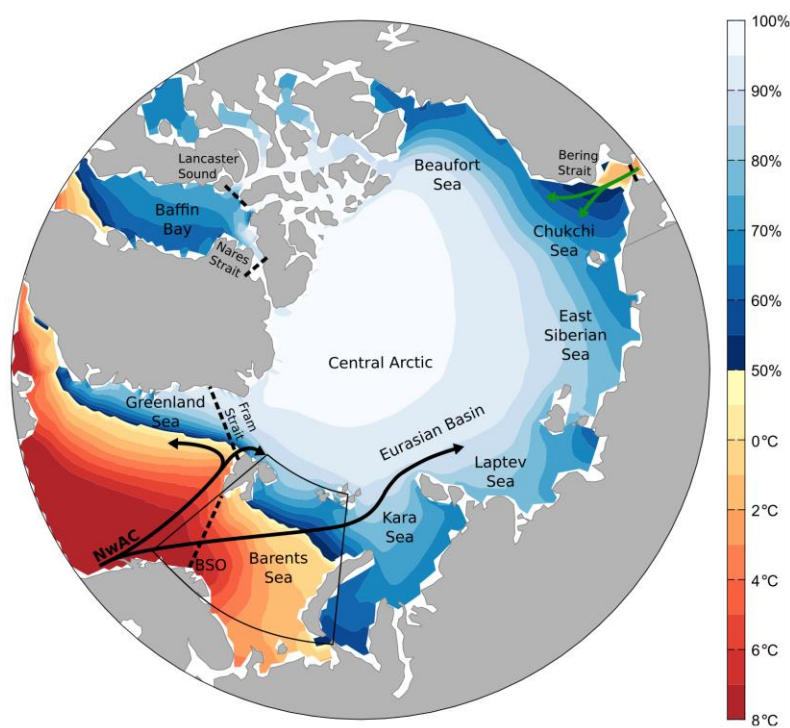 Lancaster
Sound
Baffin
Bay
Nares
Strait
Beaufort
Sea
Bering
Strait
Chukchi
Sea
East
Siberian
Sea
Central Arctic
Greenland
Sea
Fram
Strait
Eurasian Basin
Laptev
Sea
Kara
Sea
NwAC
BSO
Barents
Sea
100%
90%
80%
70%
60%
50%
0°C
2°C
4°C
6°C
8°C